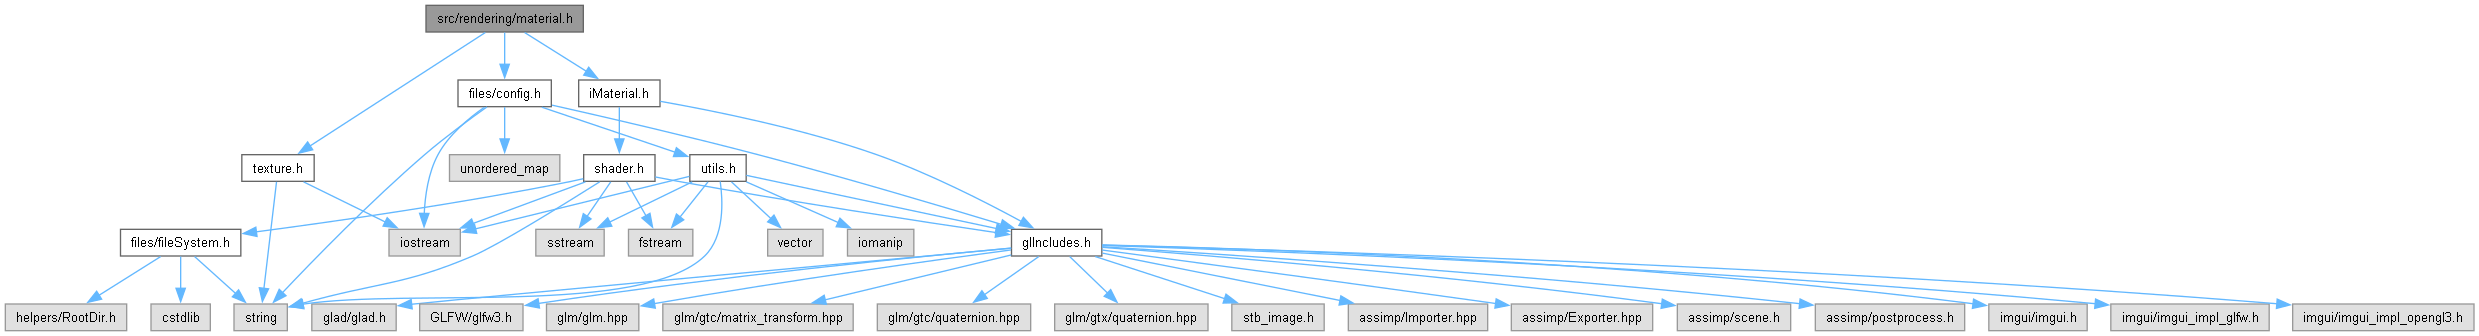 src/rendering/material.h
files/config.h
iMaterial.h
unordered_map
texture.h
shader.h
utils.h
files/fileSystem.h
iostream
sstream
fstream
vector
iomanip
glIncludes.h
helpers/RootDir.h
cstdlib
string
glad/glad.h
GLFW/glfw3.h
glm/glm.hpp
glm/gtc/matrix_transform.hpp
glm/gtc/quaternion.hpp
glm/gtx/quaternion.hpp
stb_image.h
assimp/Importer.hpp
assimp/Exporter.hpp
assimp/scene.h
assimp/postprocess.h
imgui/imgui.h
imgui/imgui_impl_glfw.h
imgui/imgui_impl_opengl3.h